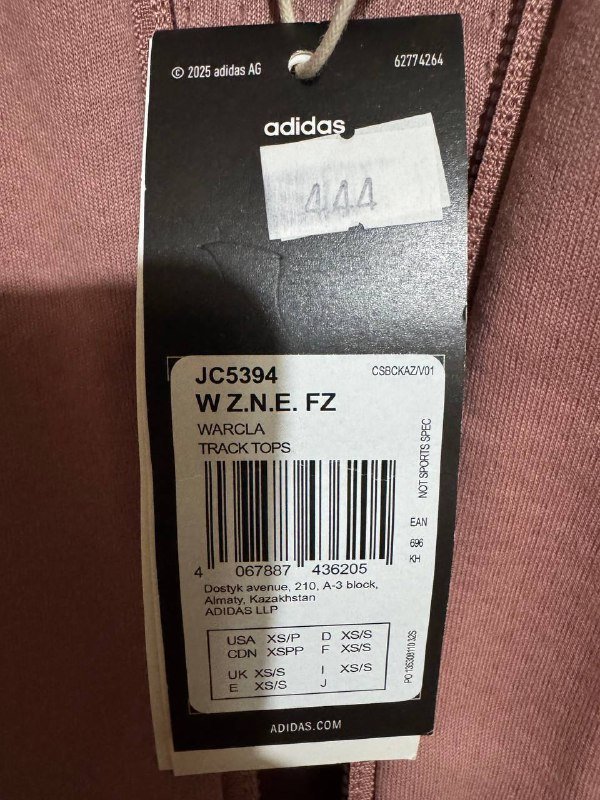 © 2025 adidas AG
62774264
adidas
444
JC5394
CSBCKAZ/V01
W Z.N.E. FZ
WARCLA
TRACK TOPS
NOT SPORTS SPEC
EAN
696
KH
4 067887 436205
Dostyk avenue, 210, A-3 block,
Almaty, Kazakhstan
ADIDAS LLP
USA XS/P D XS/S
CDN XSPP F XS/S
UK XS/S I XS/S
E XS/S J
ADIDAS.COM